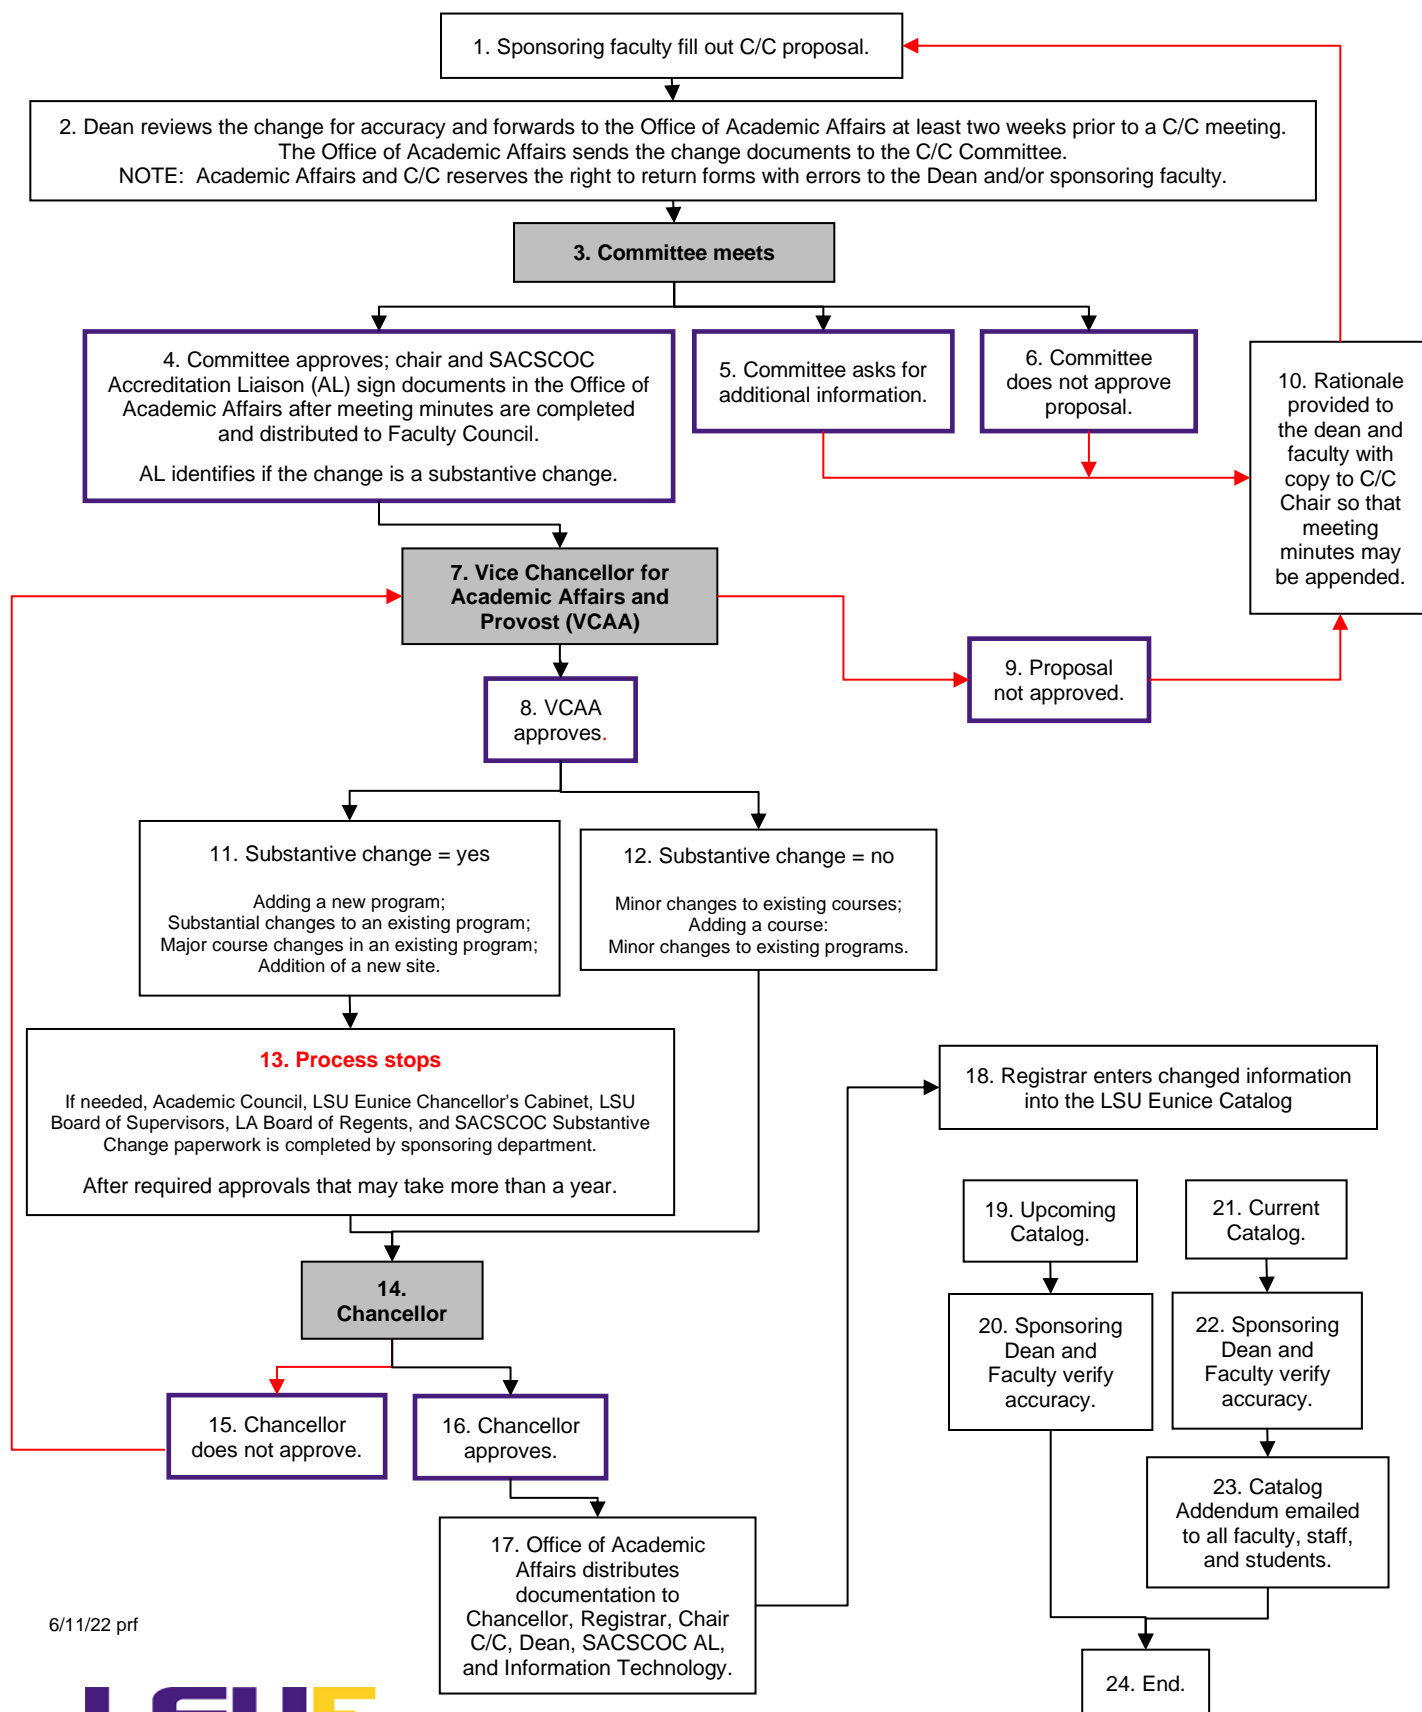 1. Sponsoring faculty fill out C/C proposal.
2. Dean reviews the change for accuracy and forwards to the Office of Academic Affairs at least two weeks prior to a C/C meeting.
The Office of Academic Affairs sends the change documents to the C/C Committee.
NOTE:  Academic Affairs and C/C reserves the right to return forms with errors to the Dean and/or sponsoring faculty.
3. Committee meets
4. Committee approves; chair and SACSCOC
Accreditation Liaison (AL) sign documents in the Office of
Academic Affairs after meeting minutes are completed
and distributed to Faculty Council.
AL identifies if the change is a substantive change.
5. Committee asks for
additional information.
6. Committee
does not approve
proposal.
10. Rationale
provided to
the dean and
faculty with
copy to C/C
Chair so that
meeting
minutes may
be appended.
7. Vice Chancellor for
Academic Affairs and
Provost (VCAA)
8. VCAA
approves.
9. Proposal
not approved.
11. Substantive change = yes
Adding a new program;
Substantial changes to an existing program;
Major course changes in an existing program;
Addition of a new site.
12. Substantive change = no
Minor changes to existing courses;
Adding a course:
Minor changes to existing programs.
13. Process stops
If needed, Academic Council, LSU Eunice Chancellor’s Cabinet, LSU
Board of Supervisors, LA Board of Regents, and SACSCOC Substantive
Change paperwork is completed by sponsoring department.
After required approvals that may take more than a year.
14.
Chancellor
15. Chancellor
does not approve.
16. Chancellor
approves.
17. Office of Academic
Affairs distributes
documentation to
Chancellor, Registrar, Chair
C/C, Dean, SACSCOC AL,
and Information Technology.
18. Registrar enters changed information
into the LSU Eunice Catalog
19. Upcoming
Catalog.
20. Sponsoring
Dean and
Faculty verify
accuracy.
21. Current
Catalog.
22. Sponsoring
Dean and
Faculty verify
accuracy.
23. Catalog
Addendum emailed
to all faculty, staff,
and students.
24. End.
6/11/22 prf
LSUE